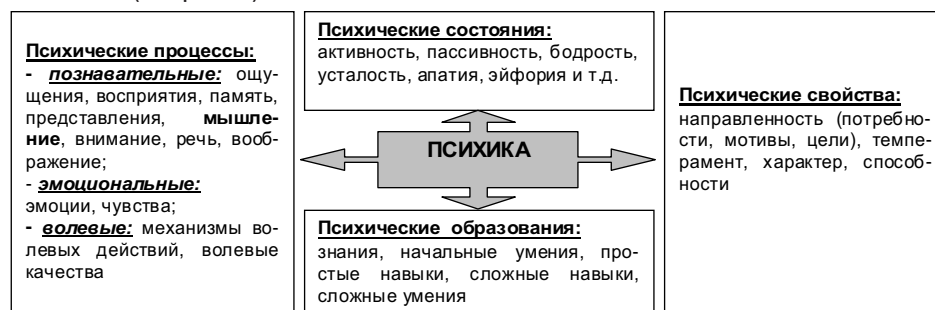 Психические процессы:
- познавательные: ощу-
щения, восприятия, память,
представления, мышле-
ние, внимание, речь, вооб-
ражение;
- эмоциональные:
эмоции, чувства;
- волевые: механизмы во-
левых действий, волевые
качества
Психические состояния:
активность, пассивность, бодрость,
усталость, апатия, эйфория и т.д.
ПСИХИКА
Психические образования:
знания, начальные умения, про-
стые навыки, сложные навыки,
сложные умения
Психические свойства:
направленность (потребно-
сти, мотивы, цели), темпе-
рамент, характер, способ-
ности